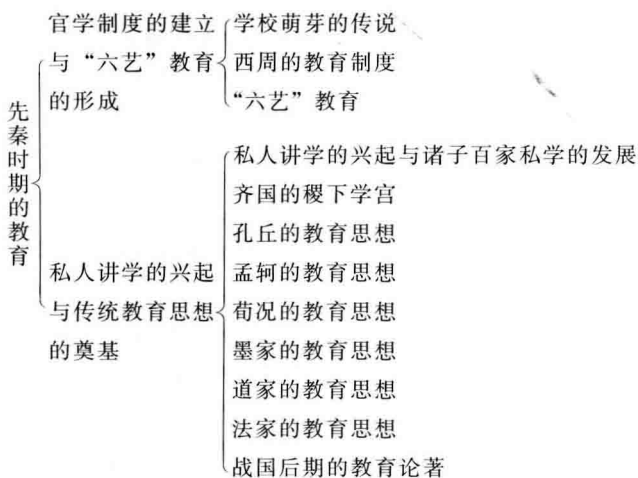 先秦时期的教育
官学制度的建立
与“六艺”教育
的形成
学校萌芽的传说
西周的教育制度
“六艺”教育
私人讲学的兴起
与传统教育思想
的奠基
私人讲学的兴起与诸子百家私学的发展
齐国的稷下学宫
孔丘的教育思想
孟轲的教育思想
荀况的教育思想
墨家的教育思想
道家的教育思想
法家的教育思想
战国后期的教育论著